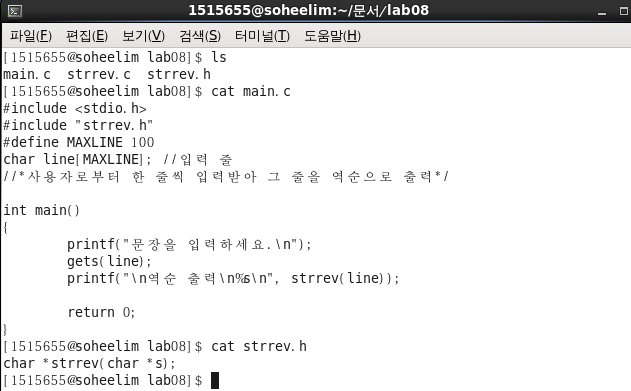 1515655@soheelim:~/문서/lab08
파일(F) 편집(E) 보기(V) 검색(S) 터미널(T) 도움말(H)
[1515655@soheelim lab08]$ ls
main.c  strrev.c  strrev.h
[1515655@soheelim lab08]$ cat main.c
#include <stdio.h>
#include "strrev.h"
#define MAXLINE 100
char line[MAXLINE]; //입력 줄
//*사용자로부터 한 줄씩 입력받아 그 줄을 역순으로 출력*/

int main()
{
        printf("문장을 입력하세요.\n");
        gets(line);
        printf("\n역순 출력\n%s\n", strrev(line));

        return 0;
}
[1515655@soheelim lab08]$ cat strrev.h
char *strrev(char *s);
[1515655@soheelim lab08]$